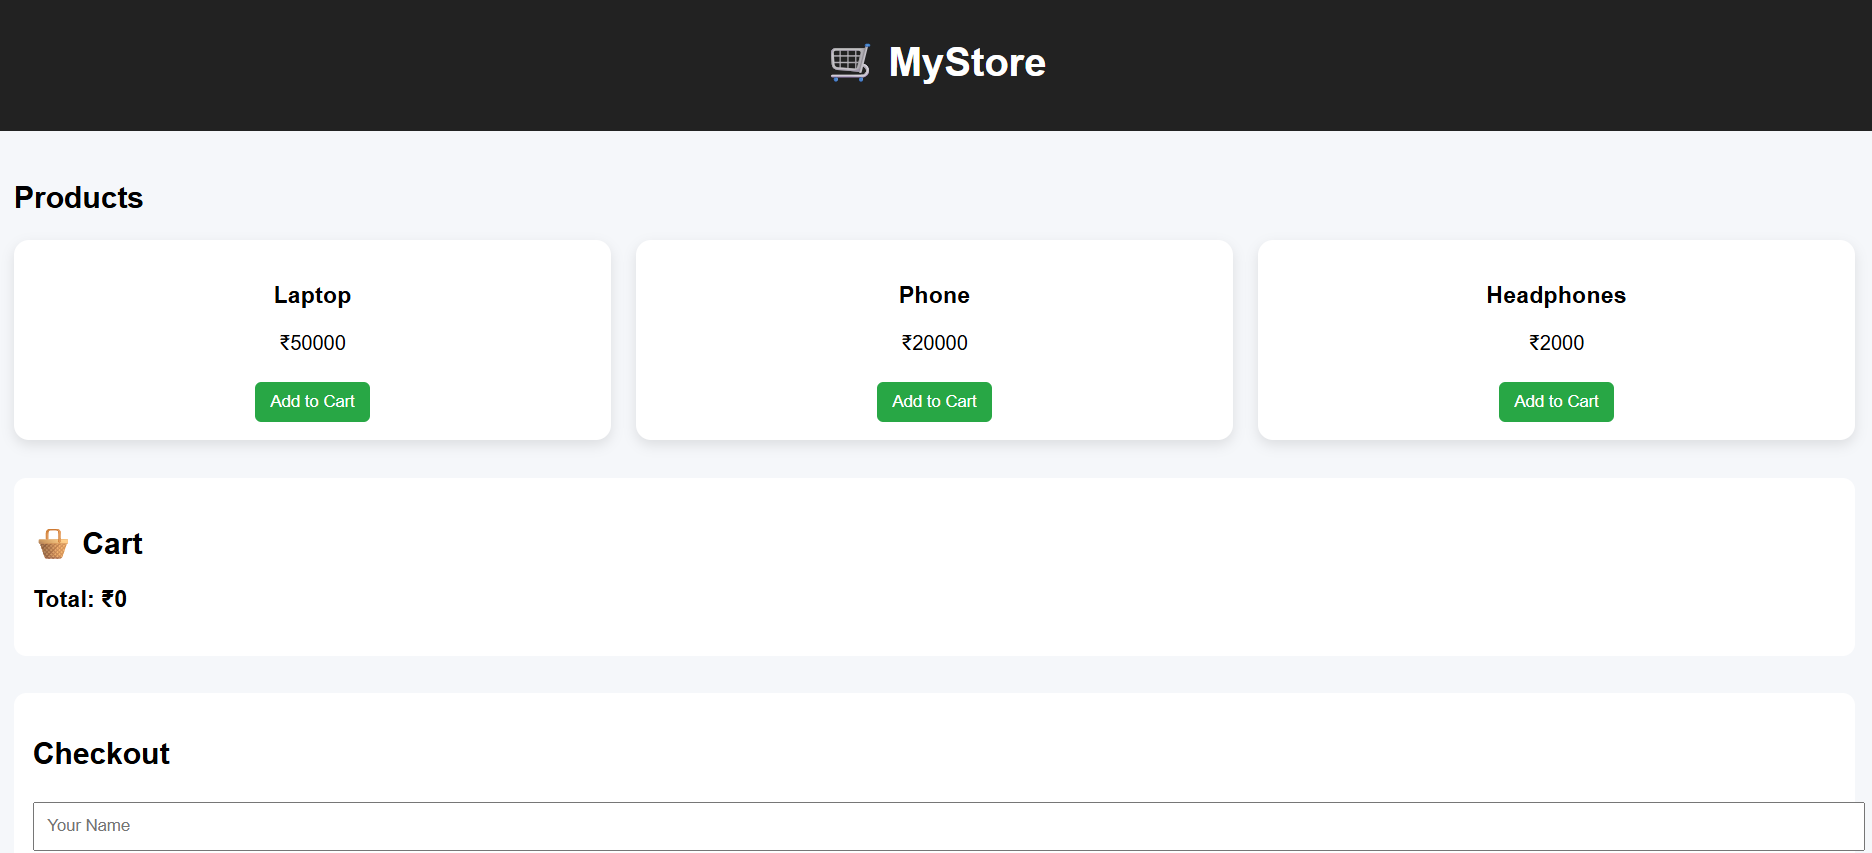 MyStore
Products
Laptop
₹50000
Add to Cart
Phone
₹20000
Add to Cart
Headphones
₹2000
Add to Cart
Cart
Total: ₹0
Checkout
Your Name